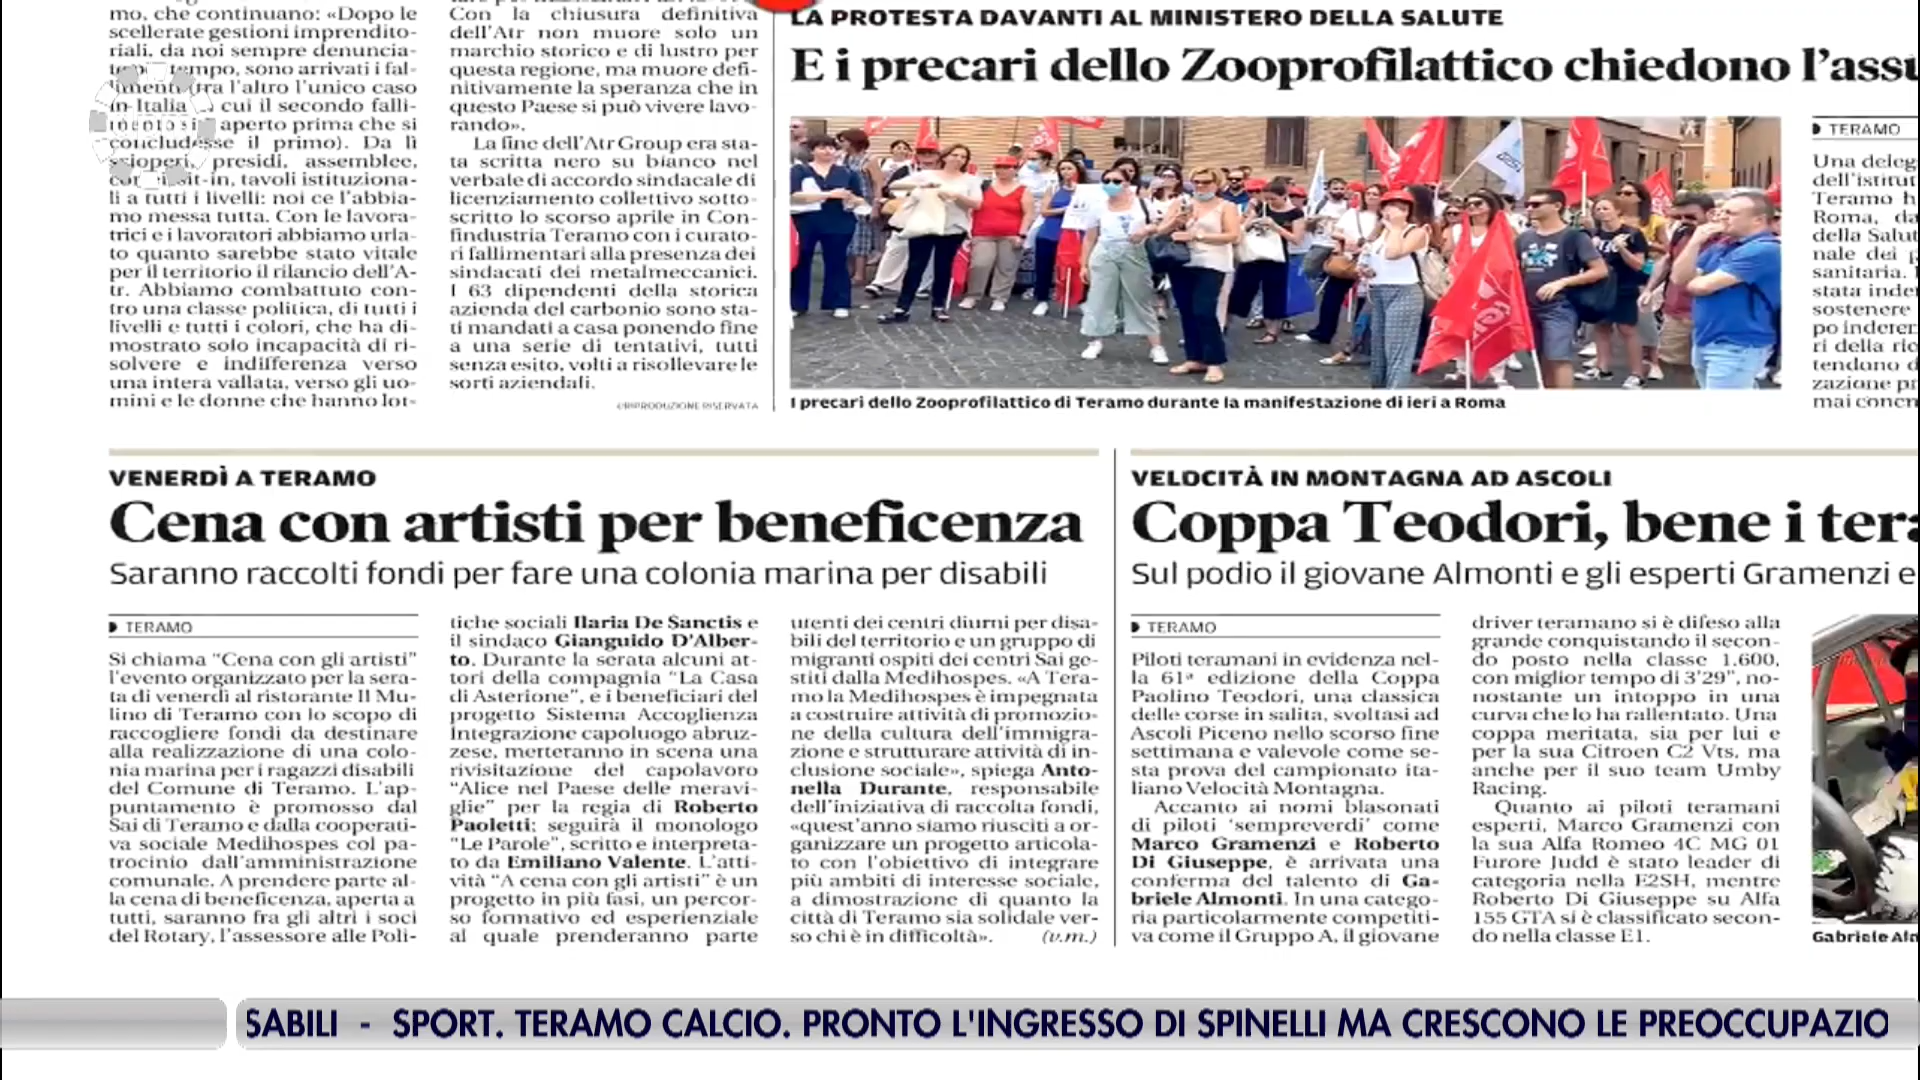 mo, che continuano: «Dopo le
scellerate gestioni imprendito-
riali, da noi sempre denuncia-
tempo, sono arrivati i fal-
limenti tra l'altro l'unico caso
in Italia cui il secondo falli-
aperto prima che si
concludesse il primo). Da lì
scioperi, presidi, assemblee,
sit-in, tavoli istituziona-
li a tutti i livelli: noi ce l'abbia-
mo messa tutta. Con le lavora-
trici e i lavoratori abbiamo urla-
to quanto sarebbe stato vitale
per il territorio il rilancio dell'A-
tr. Abbiamo combattuto con-
tro una classe politica, di tutti i
livelli e tutti i colori, che ha di-
mostrato solo incapacità di ri-
solvere e indifferenza verso
una intera vallata, verso gli uo-
mini e le donne che hanno lot-
Con la chiusura definitiva
dell'Atr non muore solo un
marchio storico e di lustro per
questa regione, ma muore defi-
nitivamente la speranza che in
questo Paese si può vivere lavo-
rando».
La fine dell'Atr Group era sta-
ta scritta nero su bianco nel
verbale di accordo sindacale di
licenziamento collettivo sotto-
scritto lo scorso aprile in Con-
findustria Teramo con i curato-
ri fallimentari alla presenza dei
sindacati dei metalmeccanici.
I 63 dipendenti della storica
azienda del carbonio sono sta-
ti mandati a casa ponendo fine
a una serie di tentativi, tutti
senza esito, volti a risollevare le
sorti aziendali.
©RIPRODUZIONE RISERVATA
LA PROTESTA DAVANTI AL MINISTERO DELLA SALUTE
E i precari dello Zooprofilattico chiedono l'assu
I precari dello Zooprofilattico di Teramo durante la manifestazione di ieri a Roma
TERAMO
Una deleg
dell'istitut
Teramo h
Roma, da
della Salut
nale dei p
sanitaria.
stata inde
sostenere
po indeter
ri della ric
tendono d
zazione pr
mai concr
VENERDÌ A TERAMO
Cena con artisti per beneficenza
Saranno raccolti fondi per fare una colonia marina per disabili
TERAMO
Si chiama "Cena con gli artisti"
l'evento organizzato per la sera-
ta di venerdì al ristorante Il Mu-
lino di Teramo con lo scopo di
raccogliere fondi da destinare
alla realizzazione di una colo-
nia marina per i ragazzi disabili
del Comune di Teramo. L'ap-
puntamento è promosso dal
Sai di Teramo e dalla cooperati-
va sociale Medihospes col pa-
trocinio dall'amministrazione
comunale. A prendere parte al-
la cena di beneficenza, aperta a
tutti, saranno fra gli altri i soci
del Rotary, l'assessore alle Poli-
tiche sociali Ilaria De Sanctis e
il sindaco Gianguido D'Alber-
to. Durante la serata alcuni at-
tori della compagnia "La Casa
di Asterione", e i beneficiari del
progetto Sistema Accoglienza
Integrazione capoluogo abruz-
zese, metteranno in scena una
rivisitazione del capolavoro
"Alice nel Paese delle meravi-
glie" per la regia di Roberto
Paoletti; seguirà il monologo
"Le Parole", scritto e interpreta-
to da Emiliano Valente. L'atti-
vità "A cena con gli artisti" è un
progetto in più fasi, un percor-
so formativo ed esperienziale
al quale prenderanno parte
utenti dei centri diurni per disa-
bili del territorio e un gruppo di
migranti ospiti dei centri Sai ge-
stiti dalla Medihospes. «A Tera-
mo la Medihospes è impegnata
a costruire attività di promozio-
ne della cultura dell'immigra-
zione e strutturare attività di in-
clusione sociale», spiega Anto-
nella Durante, responsabile
dell'iniziativa di raccolta fondi,
«quest'anno siamo riusciti a or-
ganizzare un progetto articola-
to con l'obiettivo di integrare
più ambiti di interesse sociale,
a dimostrazione di quanto la
città di Teramo sia solidale ver-
so chi è in difficoltà». (v.m.)
VELOCITÀ IN MONTAGNA AD ASCOLI
Coppa Teodori, bene i tera
Sul podio il giovane Almonti e gli esperti Gramenzi e
TERAMO
Piloti teramani in evidenza nel-
la 61ª edizione della Coppa
Paolino Teodori, una classica
delle corse in salita, svoltasi ad
Ascoli Piceno nello scorso fine
settimana e valevole come se-
sta prova del campionato ita-
liano Velocità Montagna.
Accanto ai nomi blasonati
di piloti 'sempreverdi' come
Marco Gramenzi e Roberto
Di Giuseppe, è arrivata una
conferma del talento di Ga-
briele Almonti. In una catego-
ria particolarmente competiti-
va come il Gruppo A, il giovane
driver teramano si è difeso alla
grande conquistando il secon-
do posto nella classe 1.600,
con miglior tempo di 3'29", no-
nostante un intoppo in una
curva che lo ha rallentato. Una
coppa meritata, sia per lui e
per la sua Citroen C2 Vts, ma
anche per il suo team Umby
Racing.
Quanto ai piloti teramani
esperti, Marco Gramenzi con
la sua Alfa Romeo 4C MG 01
Furore Judd è stato leader di
categoria nella E2SH, mentre
Roberto Di Giuseppe su Alfa
155 GTA si è classificato secon-
do nella classe E1.
Gabriele Alm
SABILI - SPORT. TERAMO CALCIO. PRONTO L'INGRESSO DI SPINELLI MA CRESCONO LE PREOCCUPAZIO